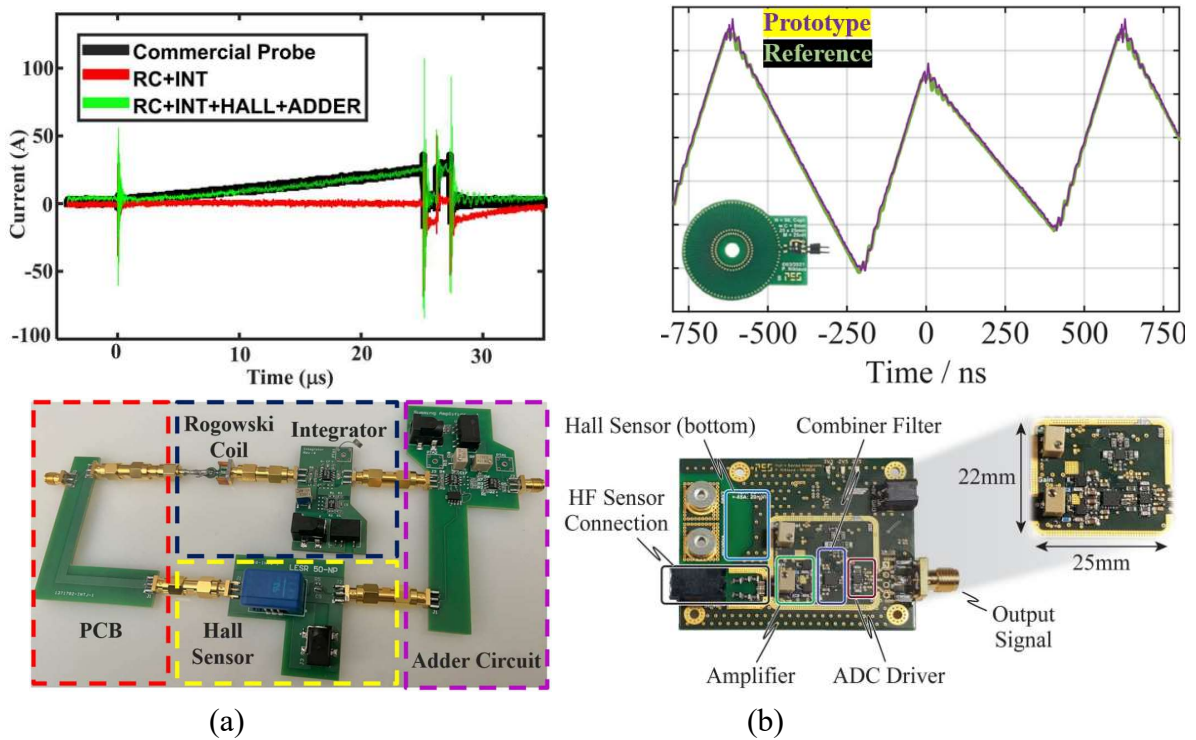 Commercial Probe
RC+INT
RC+INT+HALL+ADDER
Current (A)
100
50
0
-50
-100
0
10
20
30
Time (μs)
Prototype
Reference
-750
-500
-250
0
250
500
750
Time / ns
Rogowski
Coil
Integrator
LESR 50-NP
PCB
Hall
Sensor
Adder Circuit
(a)
Hall Sensor (bottom)
Combiner Filter
HF Sensor
Connection
22mm
25mm
Output
Signal
Amplifier
ADC Driver
(b)